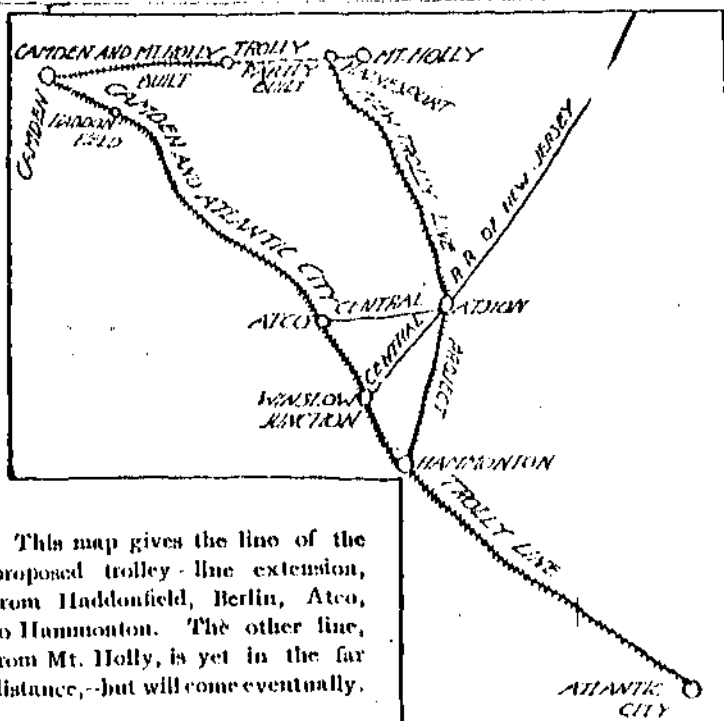 CAMDEN AND MT. HOLLY TROLLY
BUILT
PARTLY
BUILT
MT. HOLLY
HAINESPORT
CAMDEN
HADDON
FIELD
CAMDEN AND ATLANTIC CITY
NEW TROLLY LINE
R.R. OF NEW JERSEY
ATCO
CENTRAL
ATSION
CENTRAL
PROJECT
WINSLOW
JUNCTION
HAMMONTON
TROLLY LINE
ATLANTIC
CITY
This map gives the line of the
proposed trolley-line extension,
from Haddonfield, Berlin, Atco,
to Hammonton. The other line,
from Mt. Holly, is yet in the far
distance,--but will come eventually.